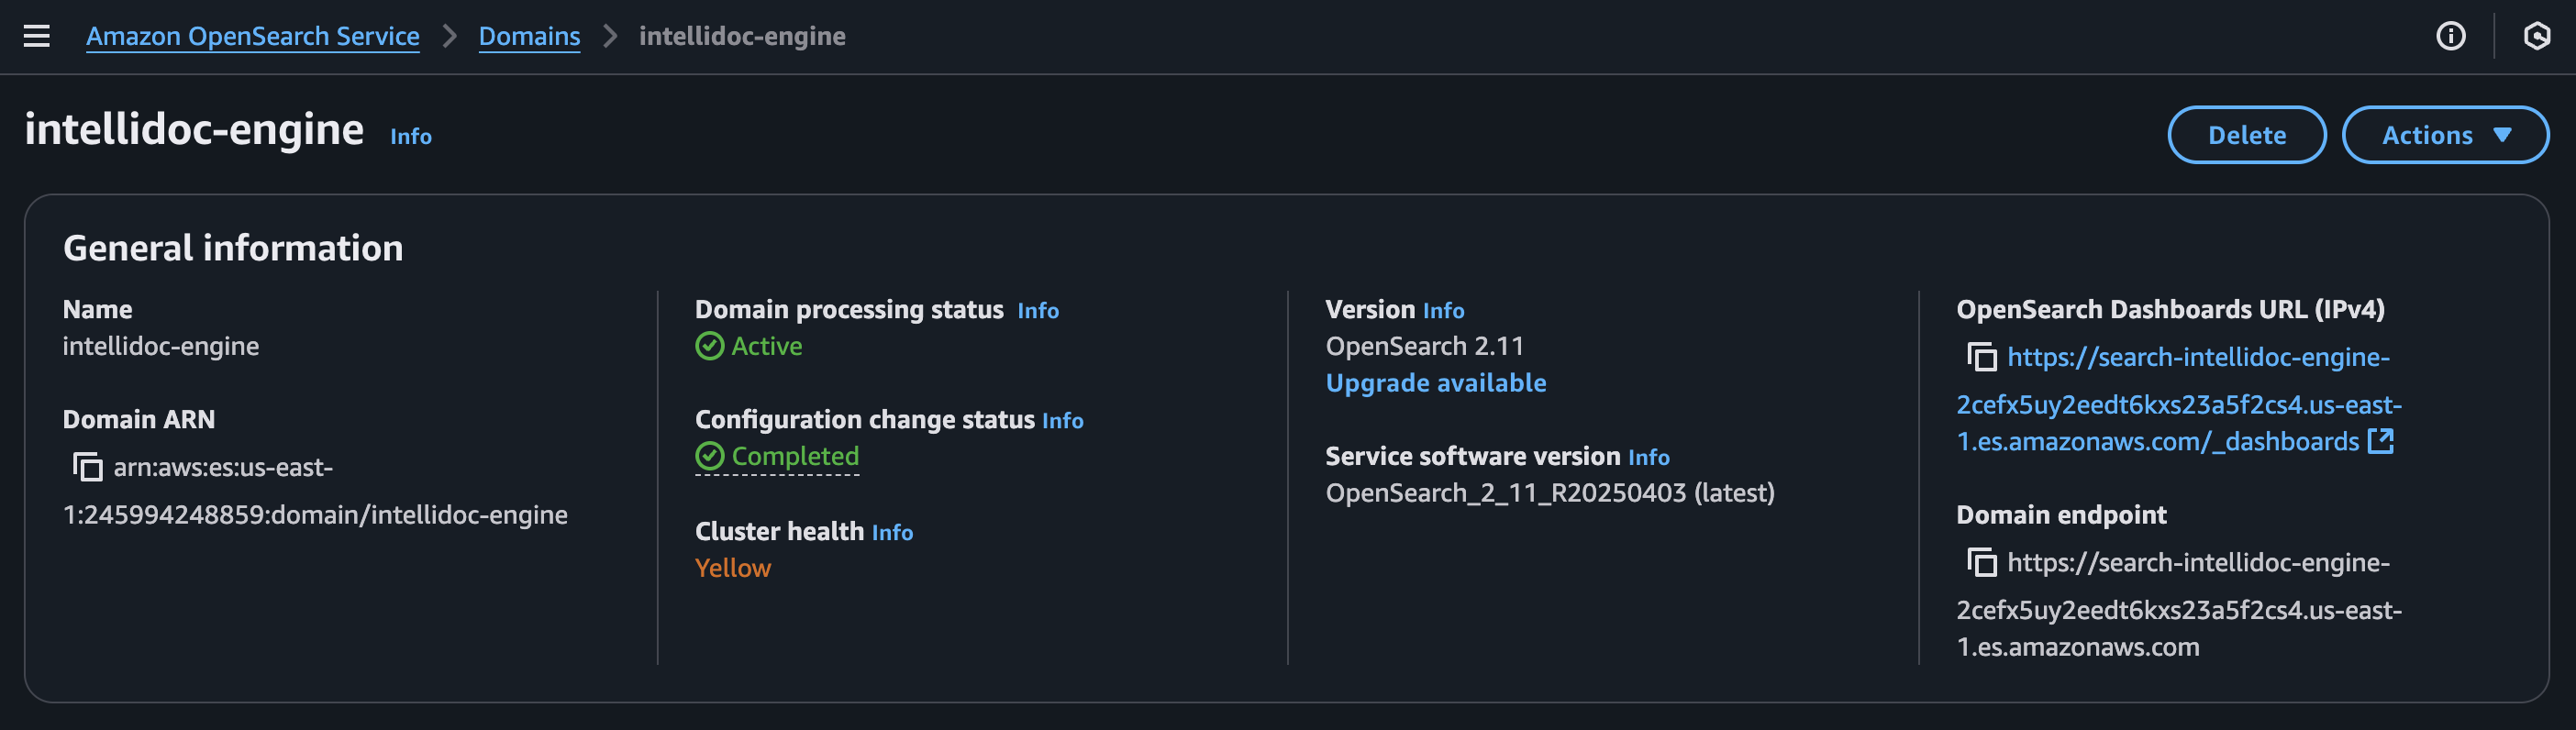 Amazon OpenSearch Service > Domains > intellidoc-engine
intellidoc-engine Info
Delete
Actions
General information
Name
intellidoc-engine
Domain ARN
arn:aws:es:us-east-
1:245994248859:domain/intellidoc-engine
Domain processing status Info
Active
Configuration change status Info
Completed
Cluster health Info
Yellow
Version Info
OpenSearch 2.11
Upgrade available
Service software version Info
OpenSearch_2_11_R20250403 (latest)
OpenSearch Dashboards URL (IPv4)
https://search-intellidoc-engine-
2cefx5uy2eedt6kxs23a5f2cs4.us-east-
1.es.amazonaws.com/_dashboards
Domain endpoint
https://search-intellidoc-engine-
2cefx5uy2eedt6kxs23a5f2cs4.us-east-
1.es.amazonaws.com